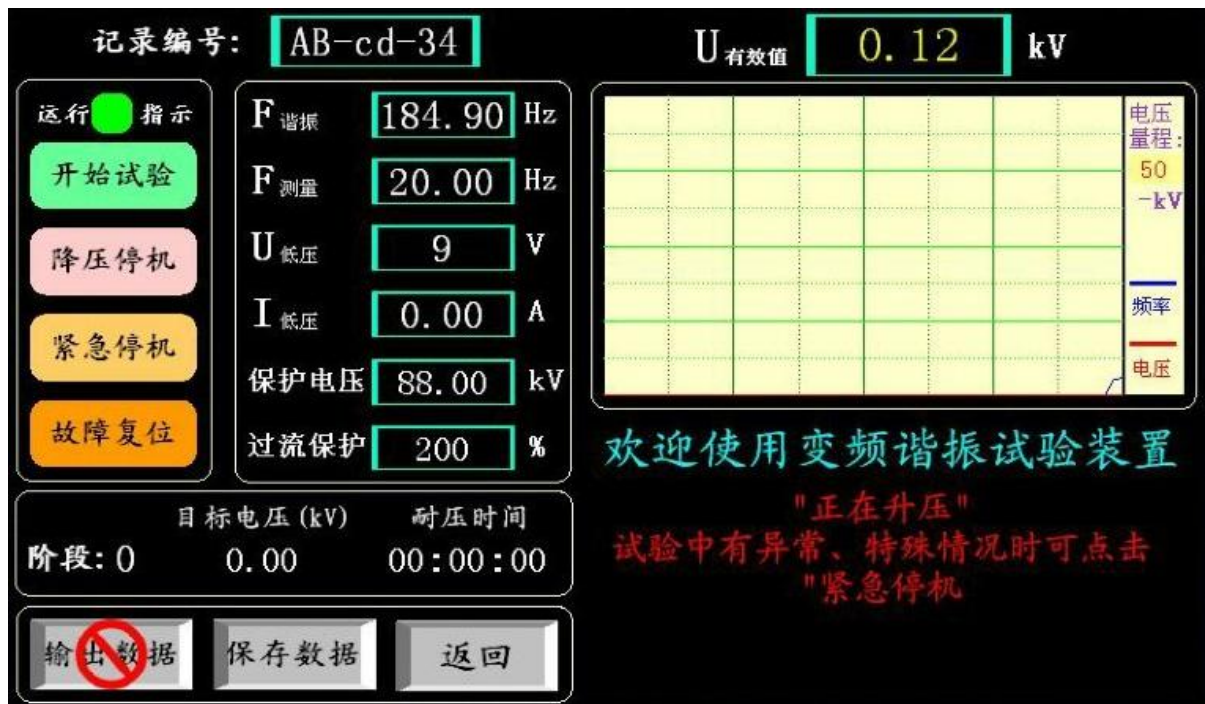 记录编号: AB-cd-34
U有效值 0.12 kV
运行 指示
开始试验
降压停机
紧急停机
故障复位
F谐振 184.90 Hz
F测量 20.00 Hz
U低压 9 V
I低压 0.00 A
保护电压 88.00 kV
过流保护 200 %
电压
量程:
50
-kV
频率
电压
目标电压(kV) 耐压时间
阶段:0 0.00 00:00:00
输出数据 保存数据 返回
欢迎使用变频谐振试验装置
"正在升压"
试验中有异常、特殊情况时可点击
"紧急停机